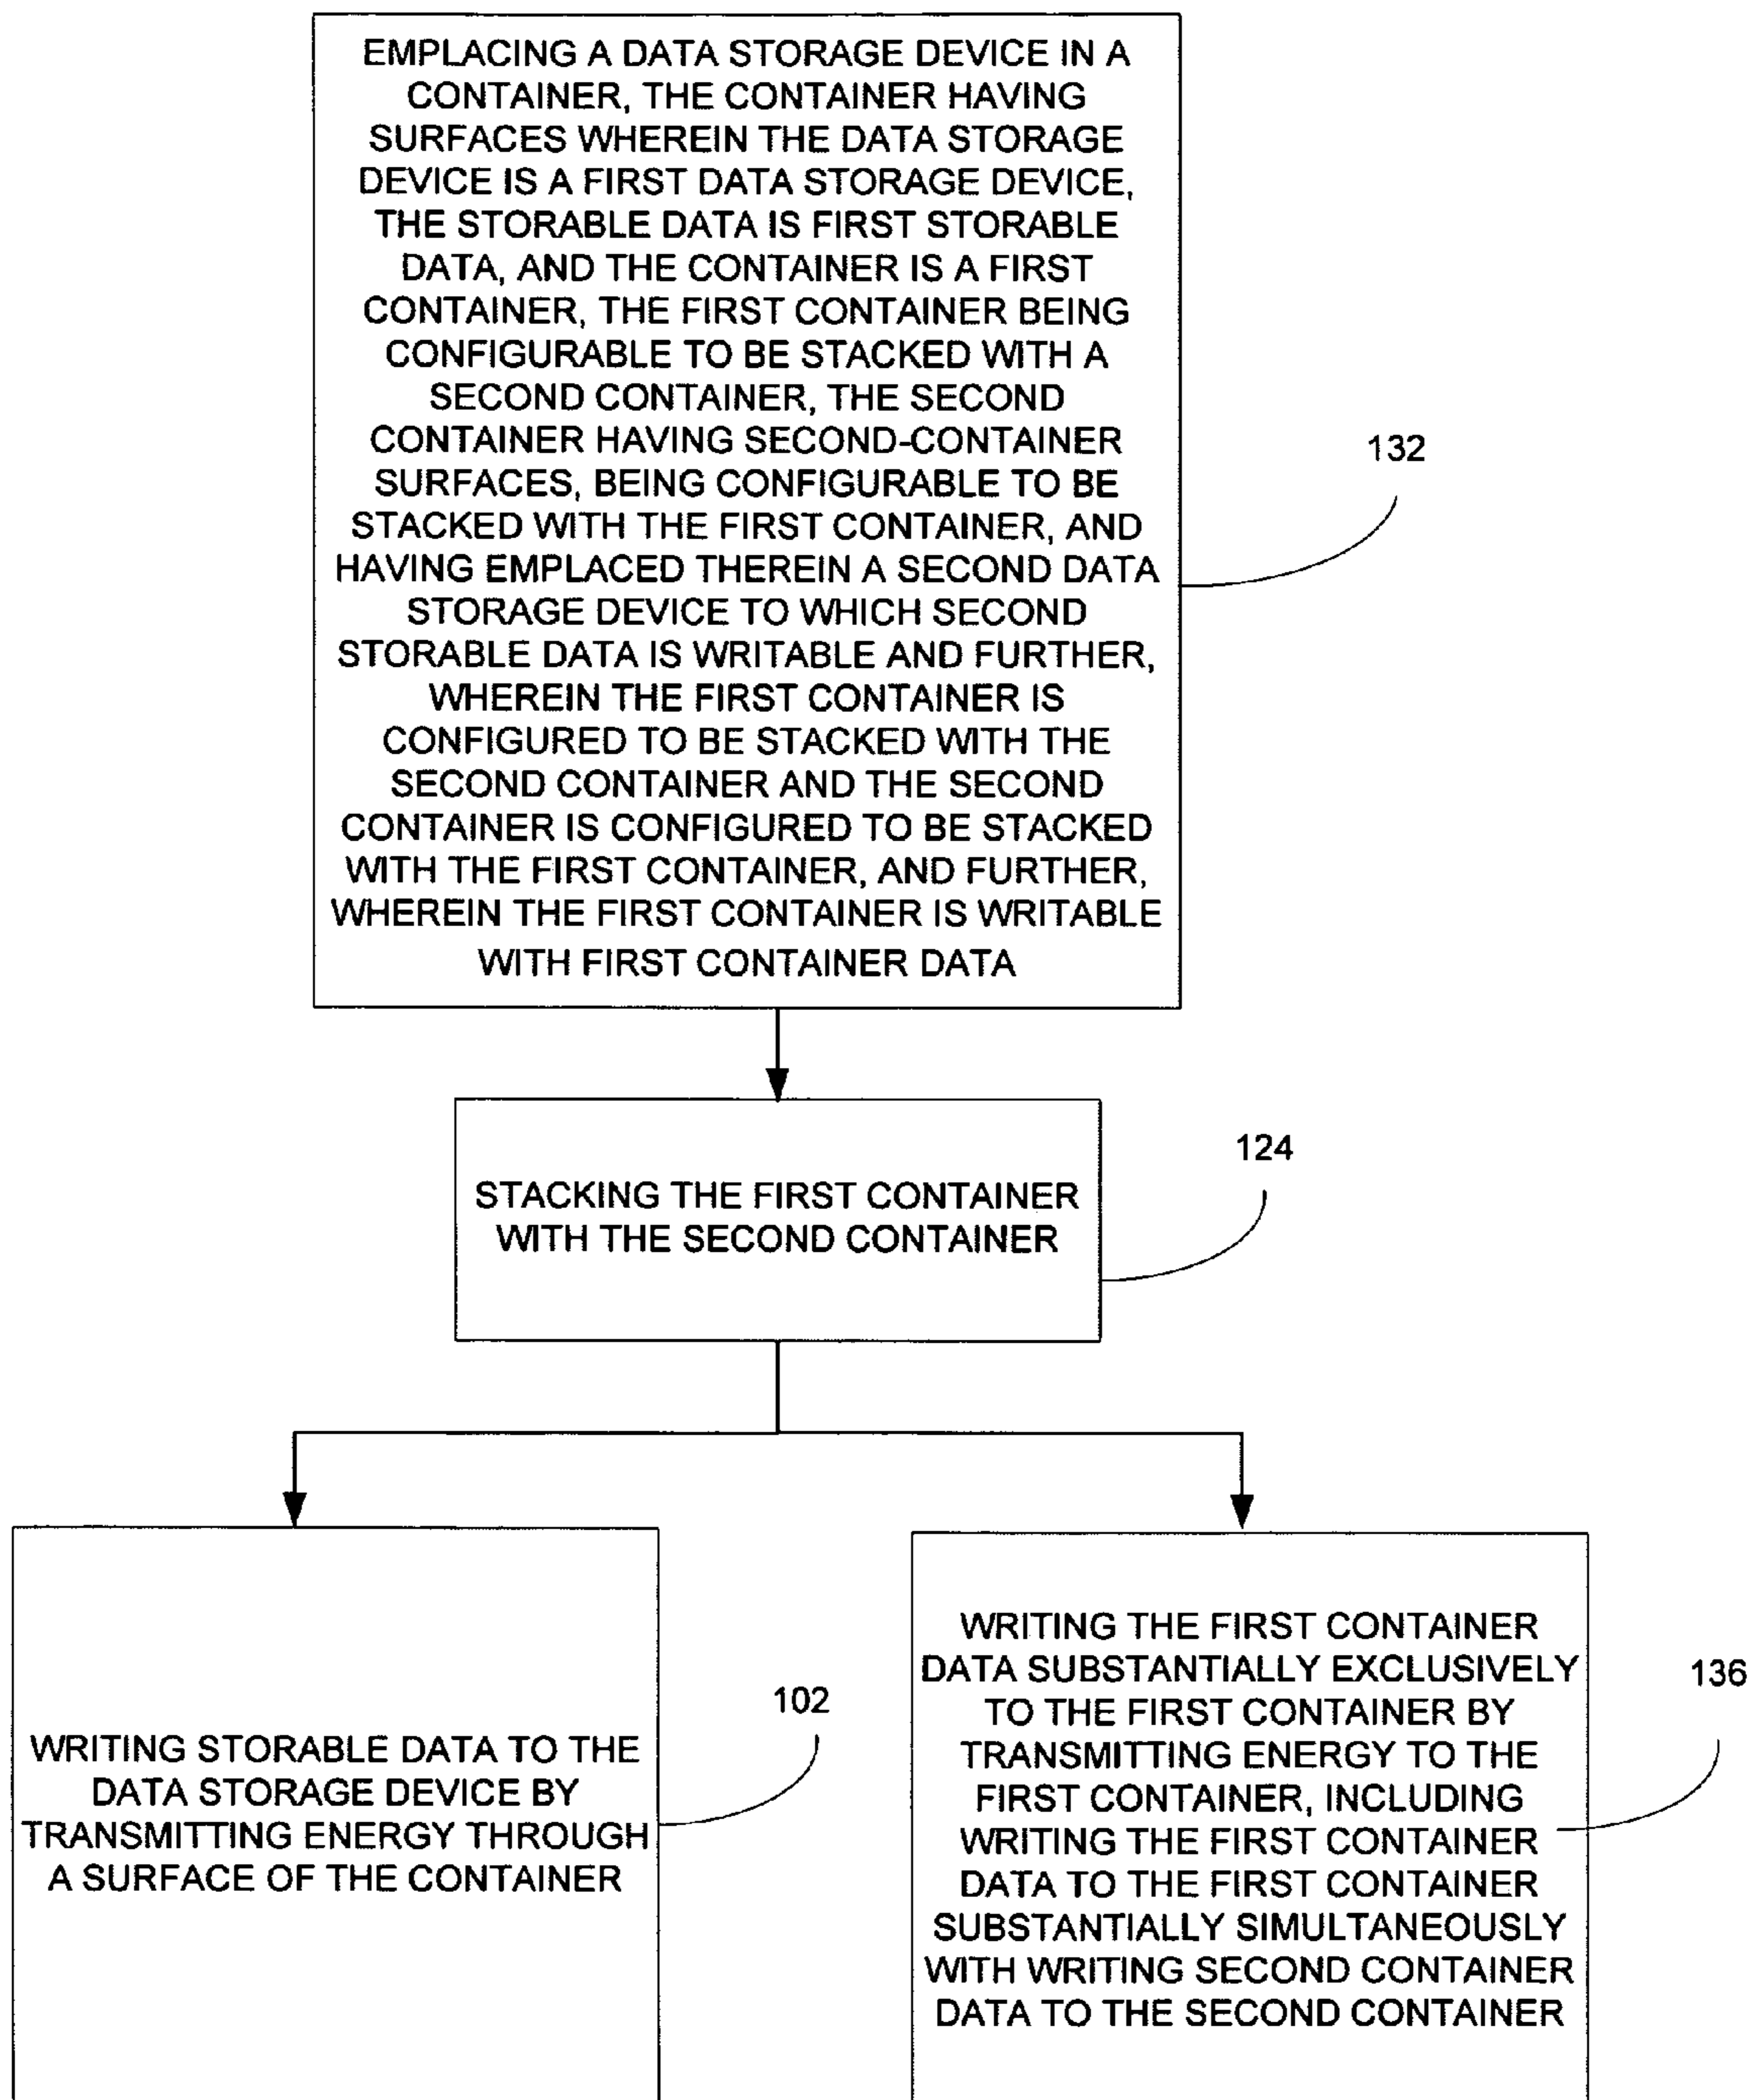 EMPLACING A DATA STORAGE DEVICE IN A
CONTAINER, THE CONTAINER HAVING
SURFACES WHEREIN THE DATA STORAGE
DEVICE IS A FIRST DATA STORAGE DEVICE,
THE STORABLE DATA IS FIRST STORABLE
DATA, AND THE CONTAINER IS A FIRST
CONTAINER, THE FIRST CONTAINER BEING
CONFIGURABLE TO BE STACKED WITH A
SECOND CONTAINER, THE SECOND
CONTAINER HAVING SECOND-CONTAINER
SURFACES, BEING CONFIGURABLE TO BE
STACKED WITH THE FIRST CONTAINER, AND
HAVING EMPLACED THEREIN A SECOND DATA
STORAGE DEVICE TO WHICH SECOND
STORABLE DATA IS WRITABLE AND FURTHER,
WHEREIN THE FIRST CONTAINER IS
CONFIGURED TO BE STACKED WITH THE
SECOND CONTAINER AND THE SECOND
CONTAINER IS CONFIGURED TO BE STACKED
WITH THE FIRST CONTAINER, AND FURTHER,
WHEREIN THE FIRST CONTAINER IS WRITABLE
WITH FIRST CONTAINER DATA
132
STACKING THE FIRST CONTAINER
WITH THE SECOND CONTAINER
124
WRITING STORABLE DATA TO THE
DATA STORAGE DEVICE BY
TRANSMITTING ENERGY THROUGH
A SURFACE OF THE CONTAINER
102
WRITING THE FIRST CONTAINER
DATA SUBSTANTIALLY EXCLUSIVELY
TO THE FIRST CONTAINER BY
TRANSMITTING ENERGY TO THE
FIRST CONTAINER, INCLUDING
WRITING THE FIRST CONTAINER
DATA TO THE FIRST CONTAINER
SUBSTANTIALLY SIMULTANEOUSLY
WITH WRITING SECOND CONTAINER
DATA TO THE SECOND CONTAINER
136